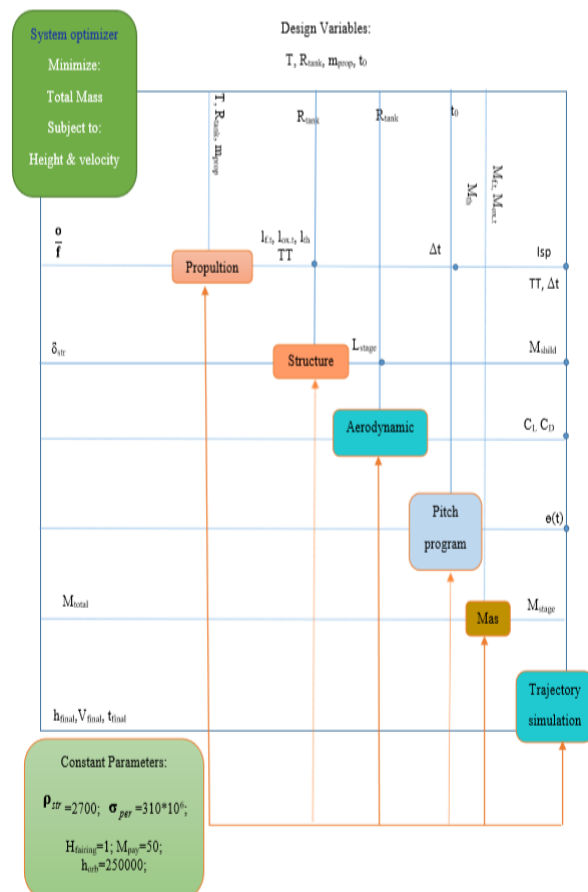 System optimizer
Minimize:
Total Mass
Subject to:
Height & velocity
Design Variables:
T, Rtank, mprop, t0
T, Rtank, mprop
Rtank
Rtank
t0
Mth
Mf.t, Mox.t
o
f
lf.t, lox.t, lth
TT
Δt
Isp
Propultion
TT, Δt
δstr
Structure
Lstage
Mshild
Aerodynamic
CL CD
Pitch
program
ɵ(t)
Mtotal
Mas
Mstage
Trajectory
simulation
hfinal, Vfinal, tfinal
Constant Parameters:
ρstr =2700; σper =310*10⁶;
Hfairing=1; Mpay=50;
horb=250000;